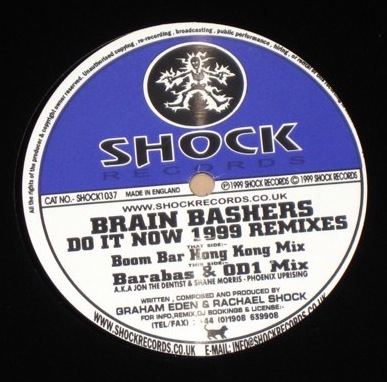 All the rights of the producer & copyright owner reserved. Unauthorised copying , re-recording , broadcasting , public performance , hiring ,
SHOCK
RECORDS
Ⓟ1999 SHOCK RECORDS © 1999 SHOCK RECORDS
CAT NO.- SHOCK1037 MADE IN ENGLAND
WWW.SHOCKRECORDS.CO.UK
BRAIN BASHERS
DO IT NOW 1999 REMIXES
THAT SIDE:-
Boom Bar Hong Kong Mix
THIS SIDE:-
Barabas & OD1 Mix
A.K.A JON THE DENTIST & SHANE MORRIS - PHOENIX UPRISING
WRITTEN , COMPOSED AND PRODUCED BY
GRAHAM EDEN & RACHAEL SHOCK
FOR INFO,REMIX,DJ BOOKINGS & LICENSE:-
(TEL/FAX) : +44 (0)1908 639908
WWW.SHOCKRECORDS.CO.UK E-MAIL: INFO@SHOCKRECORDS.CO.UK